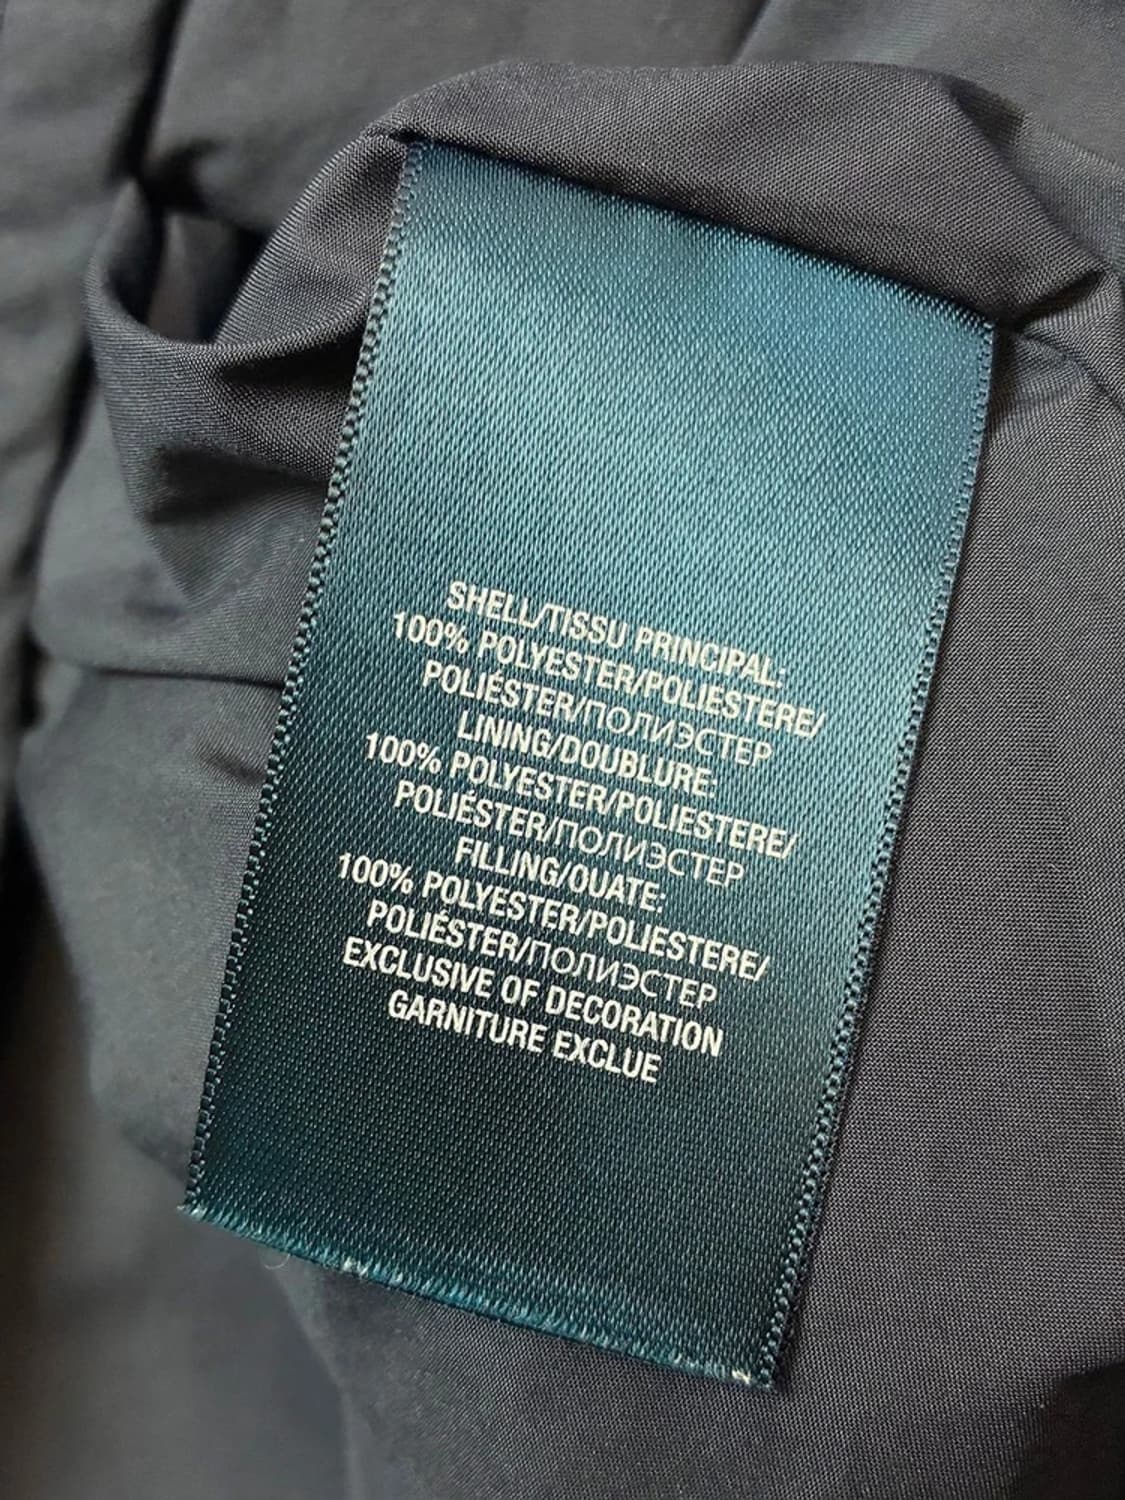 SHELL/TISSU PRINCIPAL:
100% POLYESTER/POLIESTERE/
POLIÉSTER/ПОЛИЭСТЕР
LINING/DOUBLURE:
100% POLYESTER/POLIESTERE/
POLIÉSTER/ПОЛИЭСТЕР
FILLING/OUATE:
100% POLYESTER/POLIESTERE/
POLIÉSTER/ПОЛИЭСТЕР
EXCLUSIVE OF DECORATION
GARNITURE EXCLUE